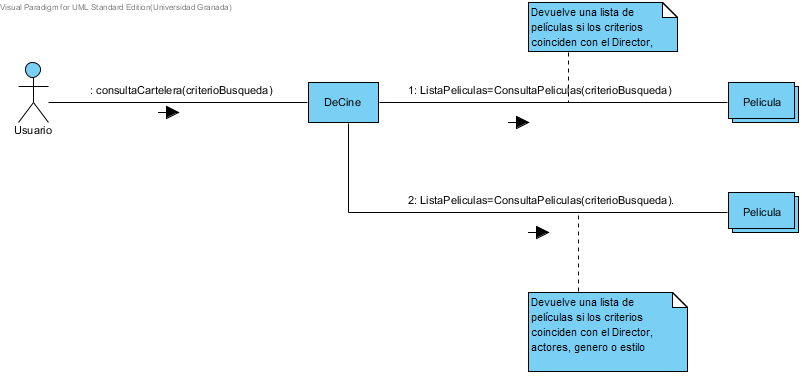 Visual Paradigm for UML Standard Edition(Universidad Granada)
Devuelve una lista de
películas si los criterios
coinciden con el Director,
: consultaCartelera(criterioBusqueda)
1: ListaPeliculas=ConsultaPeliculas(criterioBusqueda)
DeCine
Pelicula
Usuario
2: ListaPeliculas=ConsultaPeliculas(criterioBusqueda).
Pelicula
Devuelve una lista de
películas si los criterios
coinciden con el Director,
actores, genero o estilo